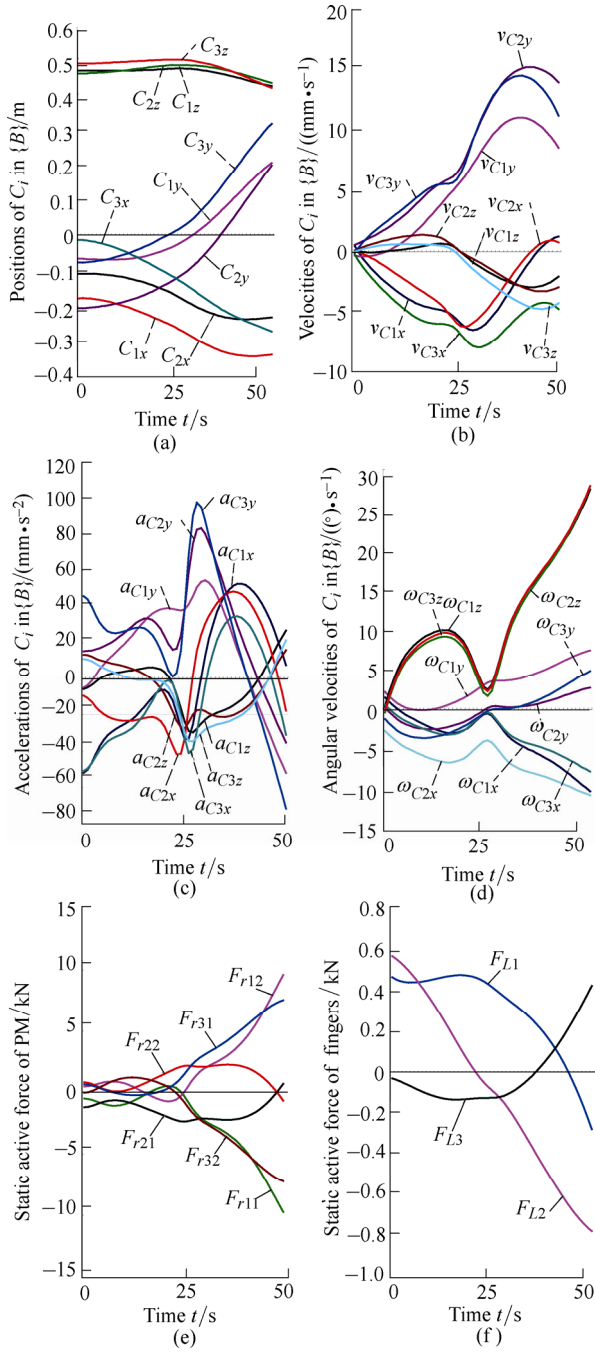 Positions of Ci in {B}/m
0.6
0.5
0.4
0.3
0.2
0.1
0
−0.1
−0.2
−0.3
−0.4
C3z
C2z C1z
C3y
C1y
C3x
C2y
C1x C2x
0 25 50
Time t/s
(a)
Velocities of Ci in {B}/((mm•s−1)
20
15
10
5
0
−5
−10
vC2y
vC1y
vC3y
vC2z vC2x
vC1z
vC1x
vC3x
vC3z
0 25 50
Time t/s
(b)
Accelerations of Ci in{B}/(mm•s−2)
120
100
80
60
40
20
0
−20
−40
−60
−80
aC3y
aC2y
aC1x
aC1y
aC1z
aC2z
aC3z
aC2x
aC3x
0 25 50
Time t/s
(c)
Angular velocities of Ci in{B}/((°)•s−1)
30
25
20
15
10
5
0
−5
−10
−15
ωC3z ωC1z
ωC2z
ωC3y
ωC1y
ωC2y
ωC2x
ωC1x
ωC3x
0 25 50
Time t/s
(d)
Static active force of PM/kN
15
10
5
0
−5
−10
−15
Fr12
Fr31
Fr22
Fr21
Fr32
Fr11
0 25 50
Time t/s
(e)
Static active force of fingers/kN
0.8
0.6
0.4
0.2
0
−0.2
−0.4
−0.6
−0.8
−1.0
FL1
FL3
FL2
0 25 50
Time t/s
(f)